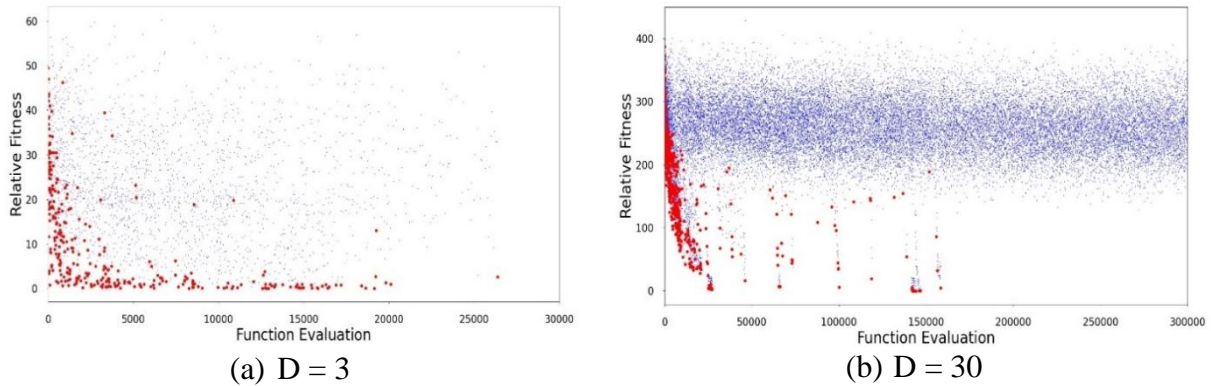 60
50
40
30
20
10
0
Relative Fitness
0 5000 10000 15000 20000 25000 30000
Function Evaluation
(a) D = 3
400
300
200
100
0
Relative Fitness
0 50000 100000 150000 200000 250000 300000
Function Evaluation
(b) D = 30